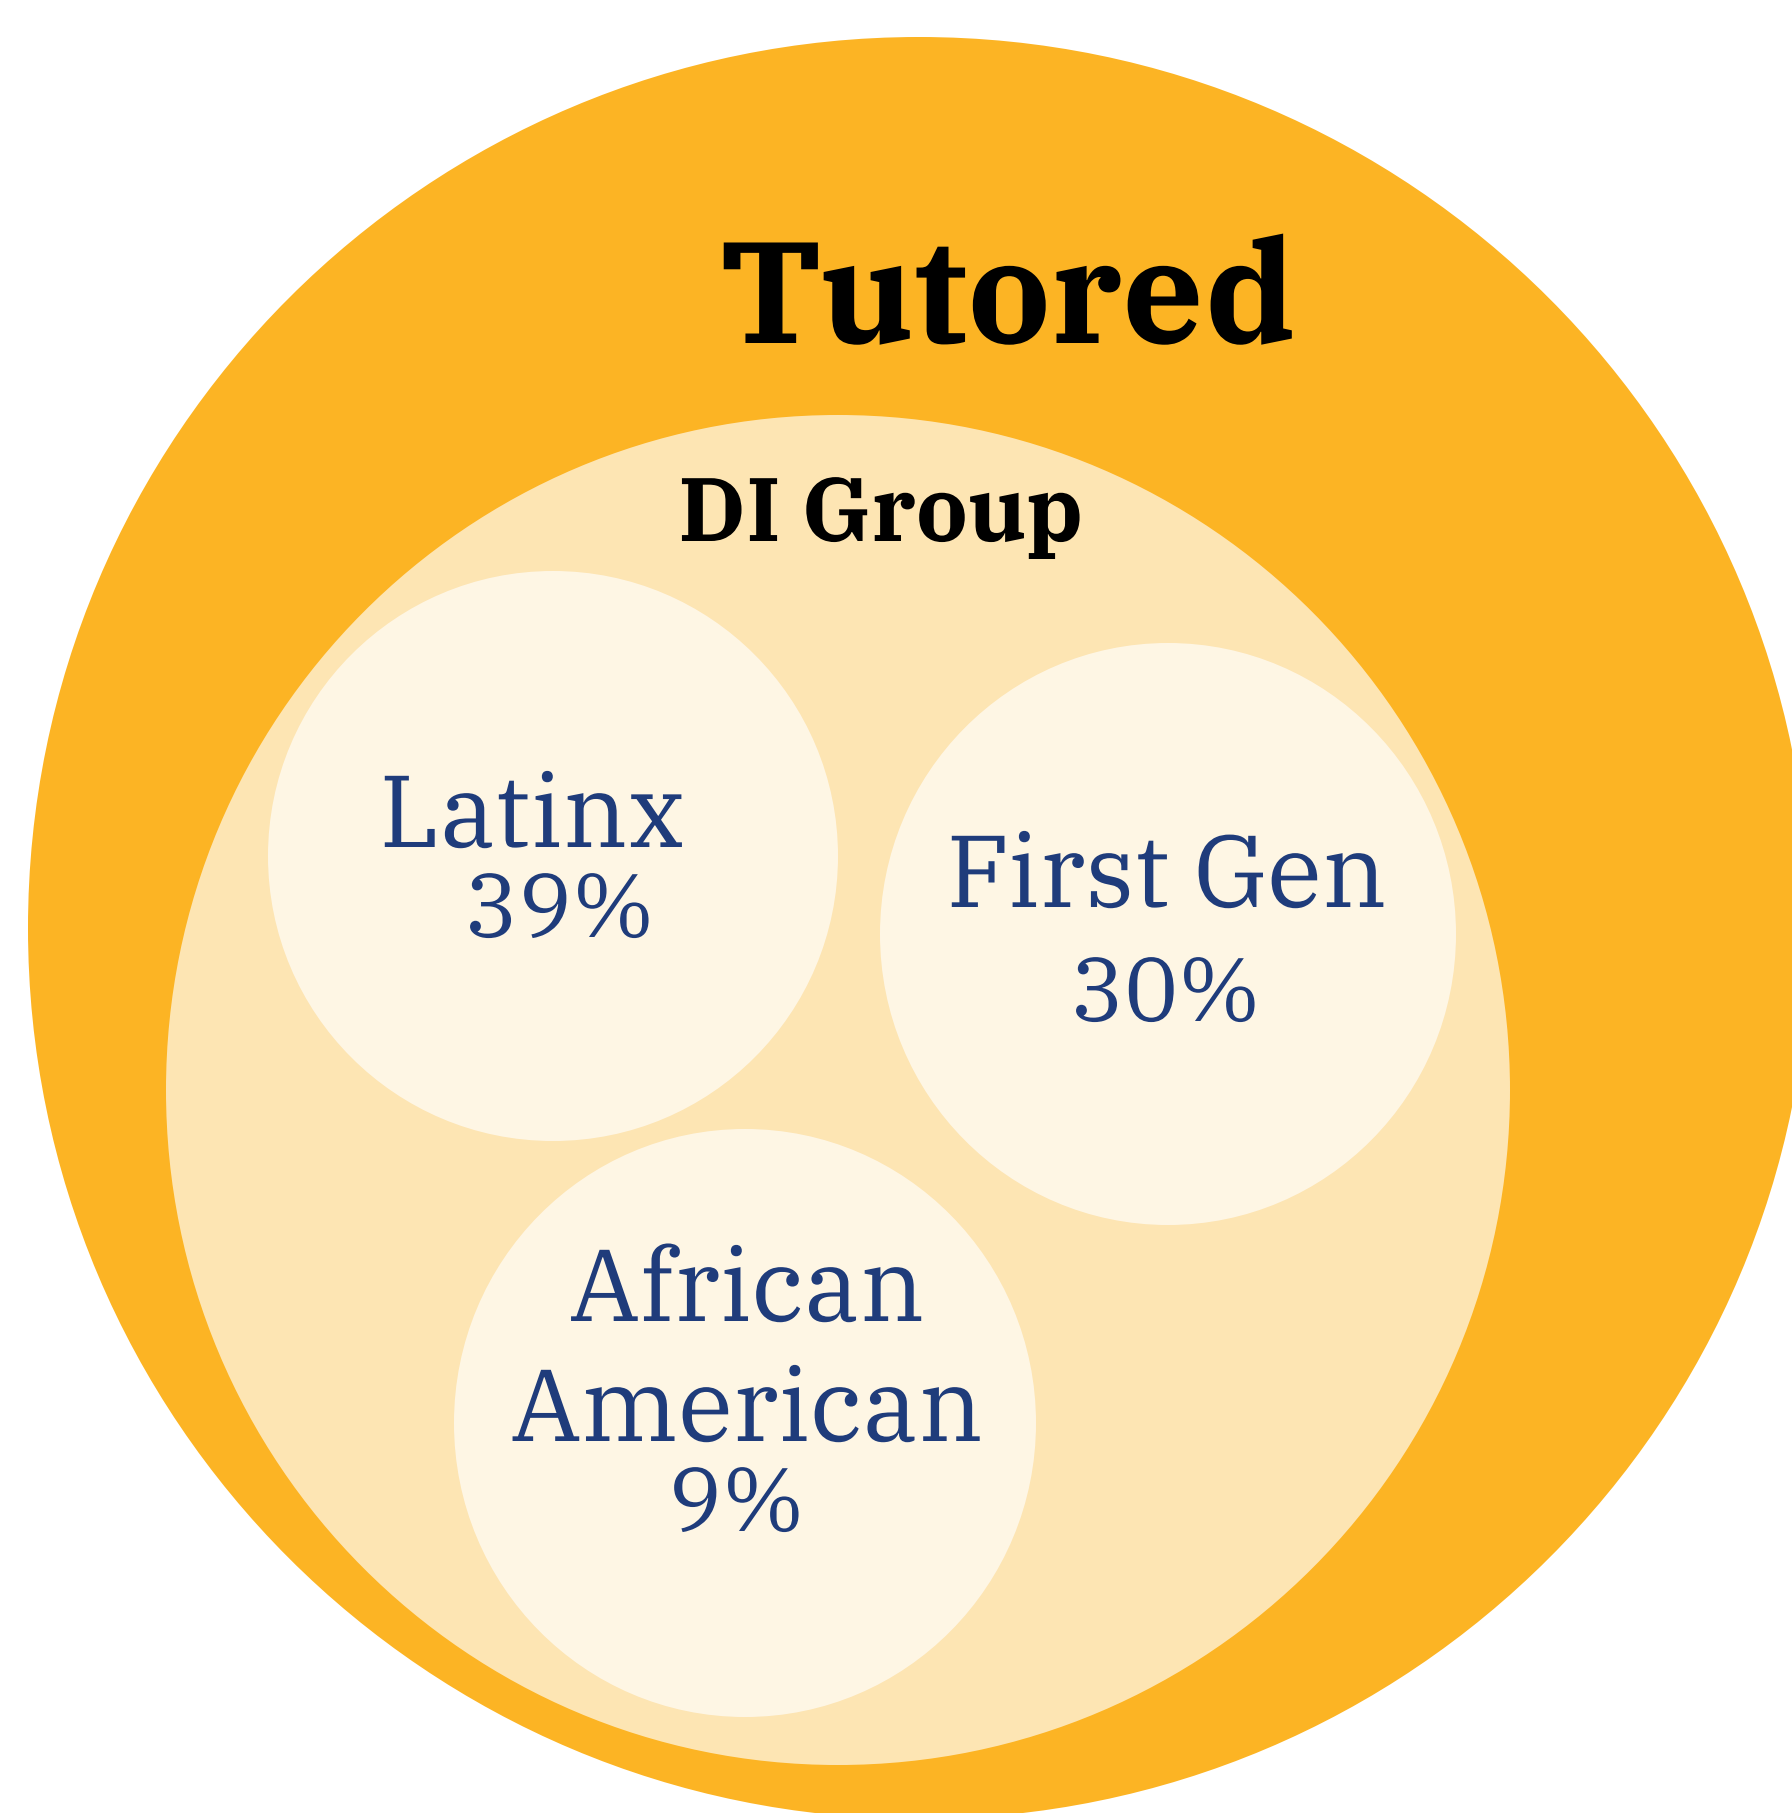 Tutored
DI Group
Latinx
39%
First Gen
30%
African
American
9%